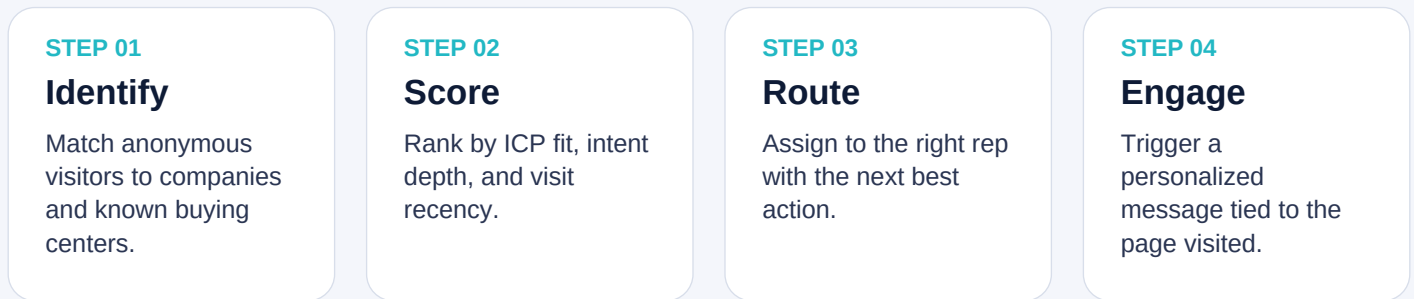 STEP 01
Identify
Match anonymous
visitors to companies
and known buying
centers.
STEP 02
Score
Rank by ICP fit, intent
depth, and visit
recency.
STEP 03
Route
Assign to the right rep
with the next best
action.
STEP 04
Engage
Trigger a
personalized
message tied to the
page visited.